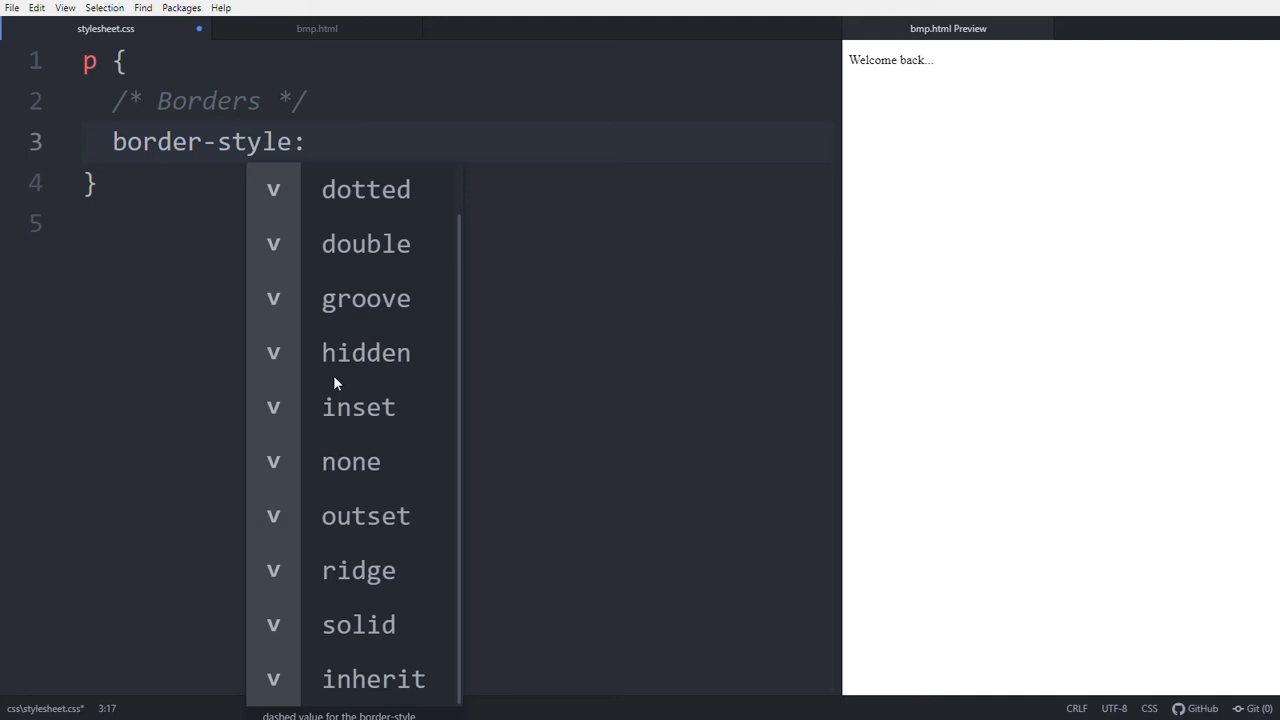 File Edit View Selection Find Packages Help
stylesheet.css bmp.html bmp.html Preview
1 p {
2 /* Borders */
3 border-style:
4 }
5
v dotted
v double
v groove
v hidden
v inset
v none
v outset
v ridge
v solid
v inherit
dashed value for the border-style
Welcome back...
css\stylesheet.css* 3:17 CRLF UTF-8 CSS GitHub Git (0)